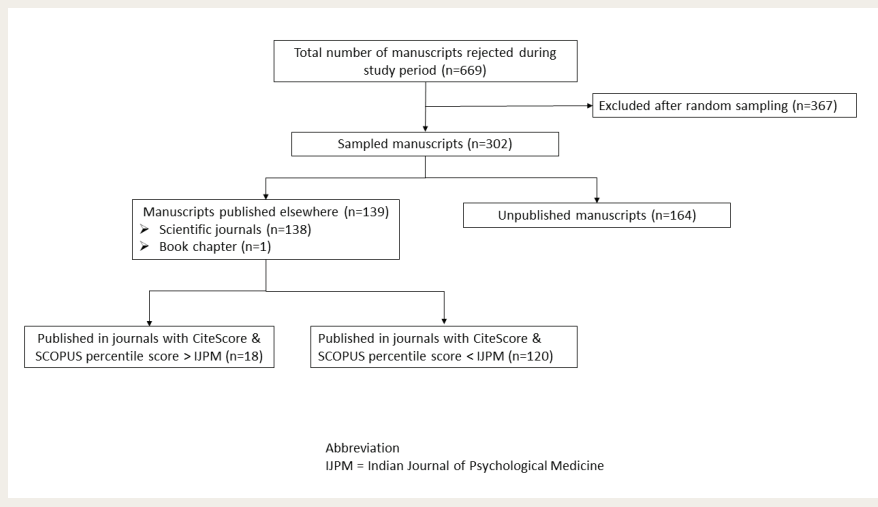 Total number of manuscripts rejected during
study period (n=669)
Excluded after random sampling (n=367)
Sampled manuscripts (n=302)
Manuscripts published elsewhere (n=139)
➢ Scientific journals (n=138)
➢ Book chapter (n=1)
Unpublished manuscripts (n=164)
Published in journals with CiteScore &
SCOPUS percentile score > IJPM (n=18)
Published in journals with CiteScore &
SCOPUS percentile score < IJPM (n=120)
Abbreviation
IJPM = Indian Journal of Psychological Medicine